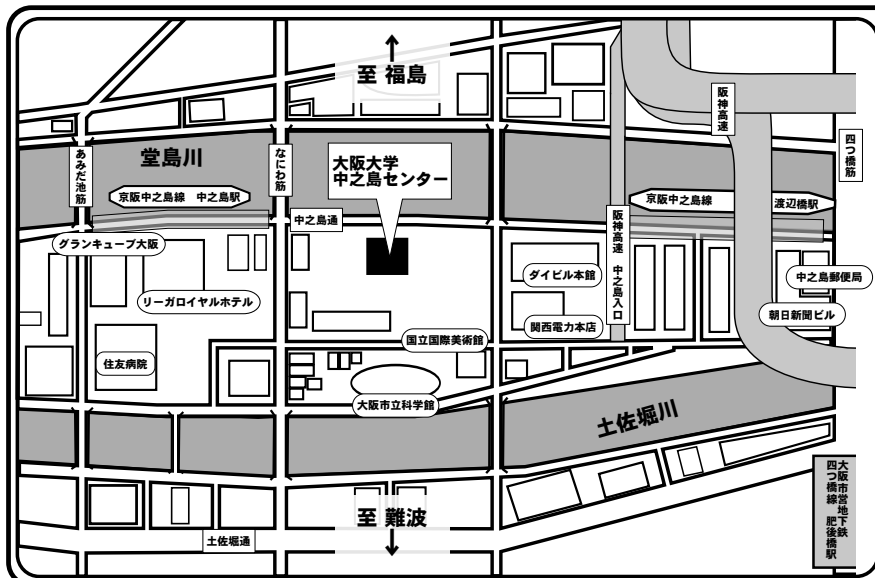 至 福島
阪神高速
四つ橋筋
あみだ池筋
堂島川
なにわ筋
大阪大学
中之島センター
京阪中之島線 中之島駅
京阪中之島線 渡辺橋駅
中之島通
阪神高速 中之島入口
グランキューブ大阪
ダイビル本館
中之島郵便局
リーガロイヤルホテル
朝日新聞ビル
関西電力本店
国立国際美術館
住友病院
大阪市立科学館
土佐堀川
大阪市営地下鉄
四つ橋線 肥後橋駅
至 難波
土佐堀通